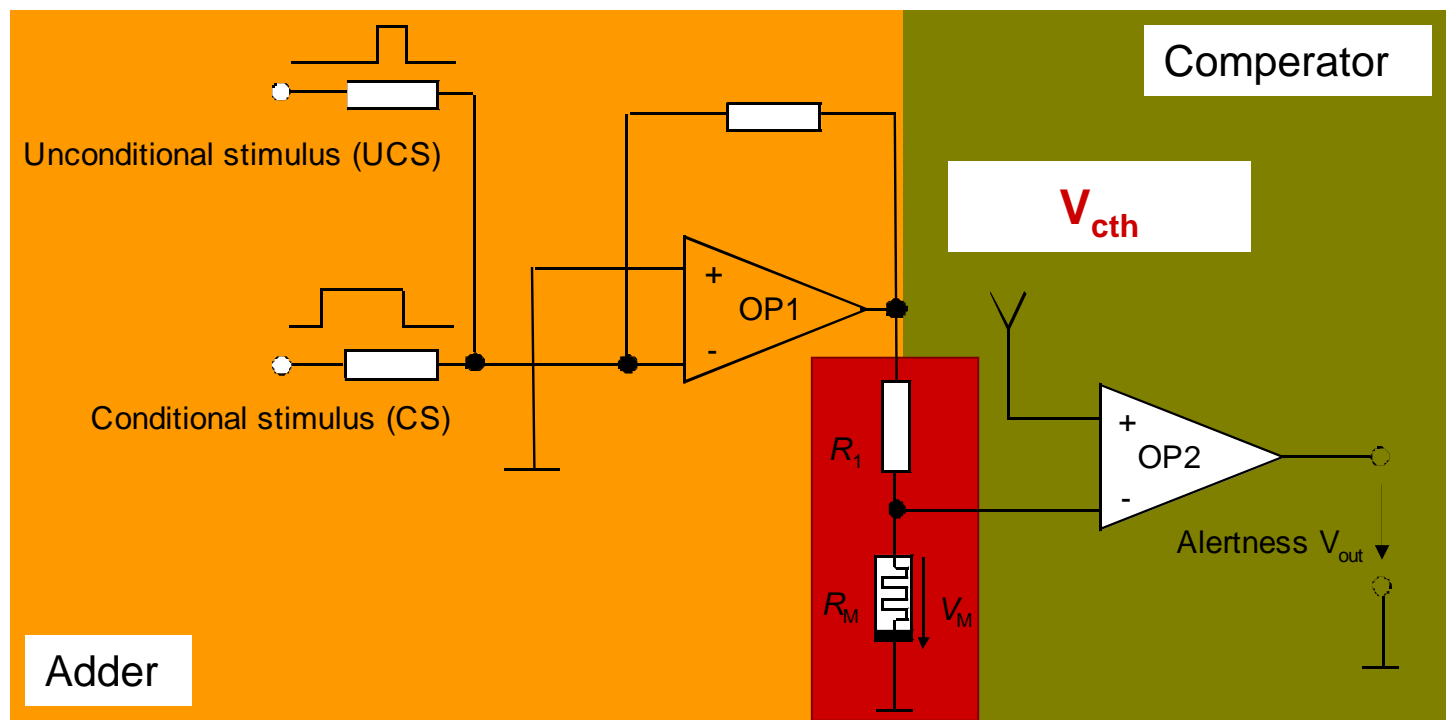 Comperator
Unconditional stimulus (UCS)
Vcth
+
OP1
-
Conditional stimulus (CS)
R1
+
OP2
-
Alertness Vout
RM
VM
Adder